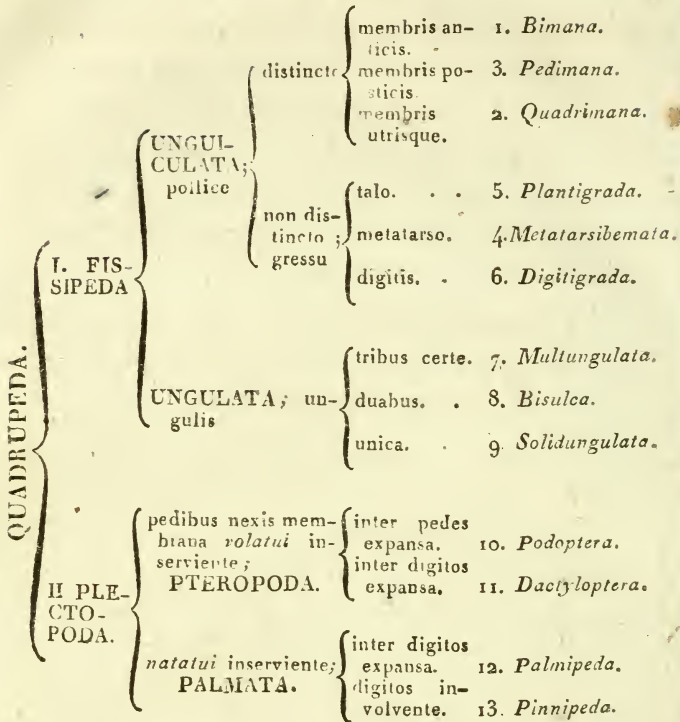 QUADRUPEDA.
I. FIS-
SIPEDA
UNGUI-
CULATA;
pollice
distincto
membris an-
ticis. 1. Bimana.
membris po-
sticis. 3. Pedimana.
membris
utrisque. 2. Quadrimana.
non dis-
tincto ;
gressu
talo. . . 5. Plantigrada.
metatarso. 4. Metatarsibemata.
digitis. . 6. Digitigrada.
UNGULATA; un-
gulis
tribus certe. 7. Multungulata.
duabus. . 8. Bisulca.
unica. . 9. Solidungulata.
II PLE-
CTO-
PODA.
pedibus nexis mem-
brana volatui in-
serviente;
PTEROPODA.
inter pedes
expansa. 10. Podoptera.
inter digitos
expansa. 11. Dactyloptera.
natatui inserviente;
PALMATA.
inter digitos
expansa. 12. Palmipeda.
digitos in-
volvente. 13. Pinnipeda.